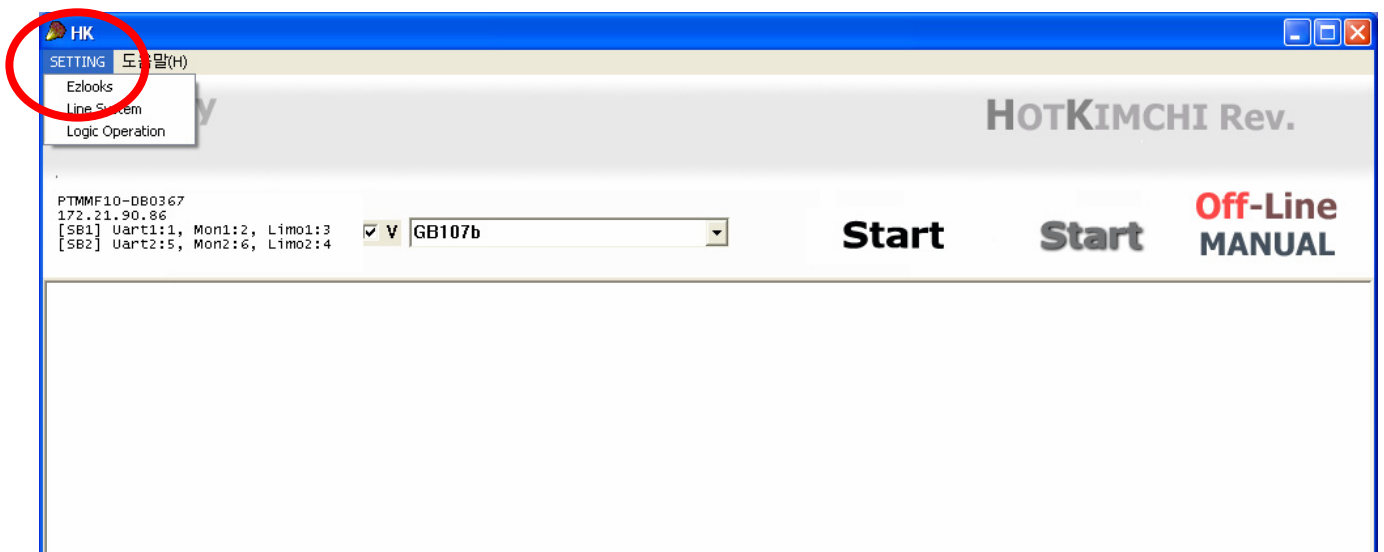 HK
SETTING 도움말(H)
Ezlooks
Line System
Logic Operation
y
HOTKIMCHI Rev.
PTMMF10-DB0367
172.21.90.86
[SB1] Uart1:1, Mon1:2, Limo1:3
[SB2] Uart2:5, Mon2:6, Limo2:4
V GB107b
Start
Start
Off-Line
MANUAL